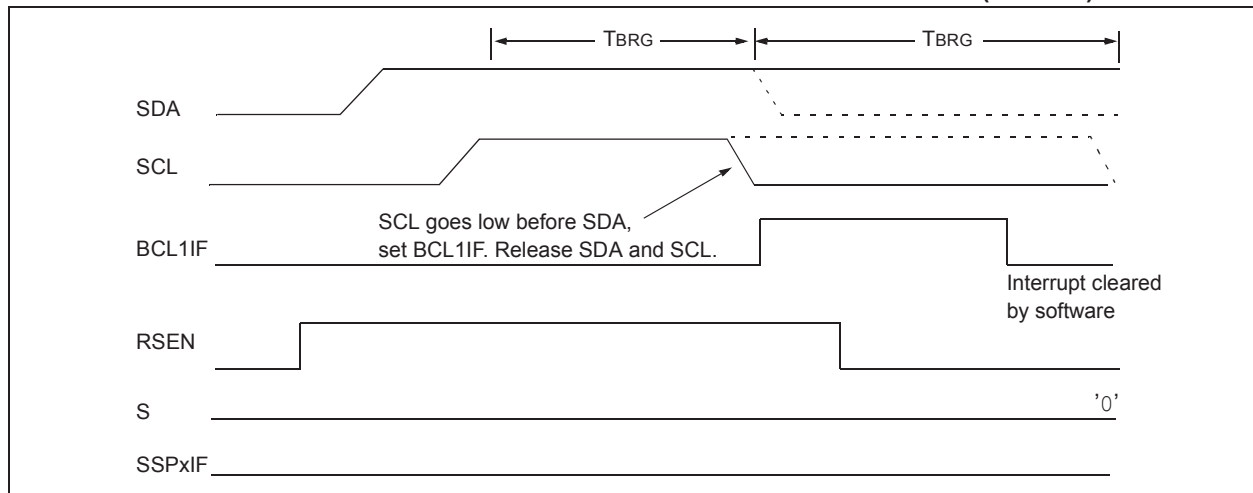 TBRG TBRG
SDA
SCL
SCL goes low before SDA,
set BCL1IF. Release SDA and SCL.
BCL1IF
Interrupt cleared
by software
RSEN
S '0'
SSPxIF